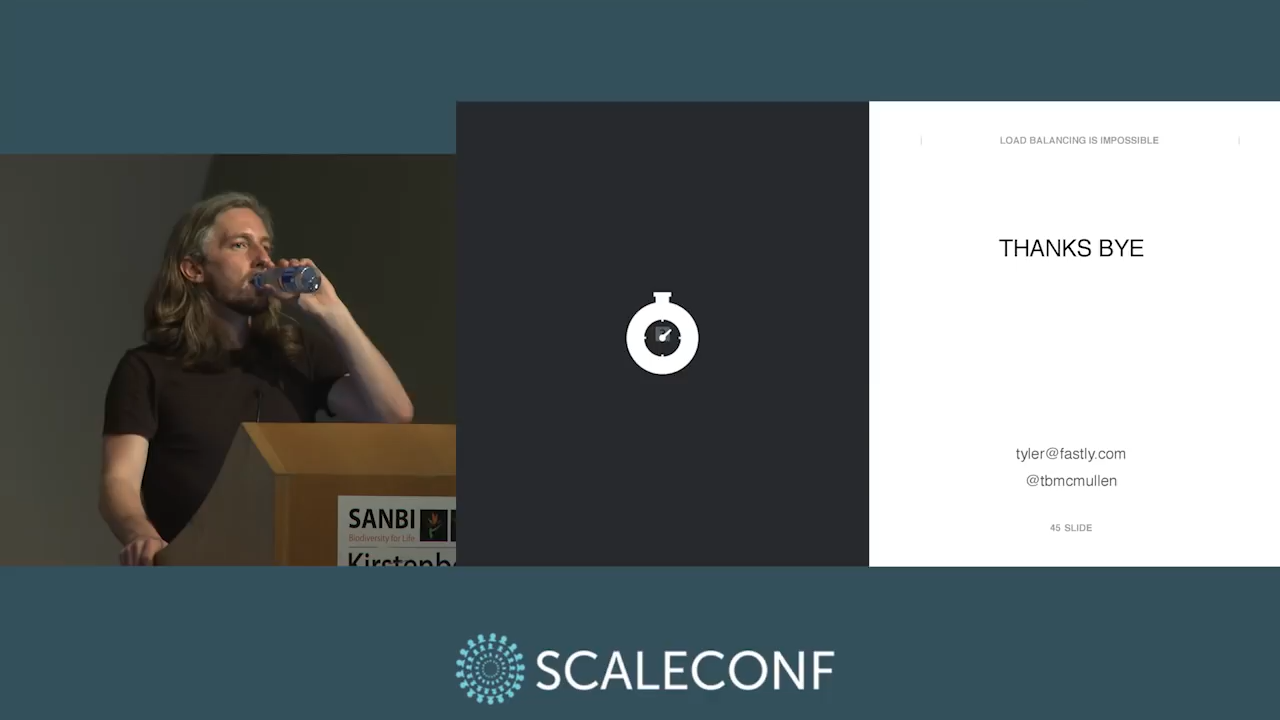 LOAD BALANCING IS IMPOSSIBLE
THANKS BYE
tyler@fastly.com
@tbmcmullen
45 SLIDE
SANBI
Biodiversity for Life
SCALECONF